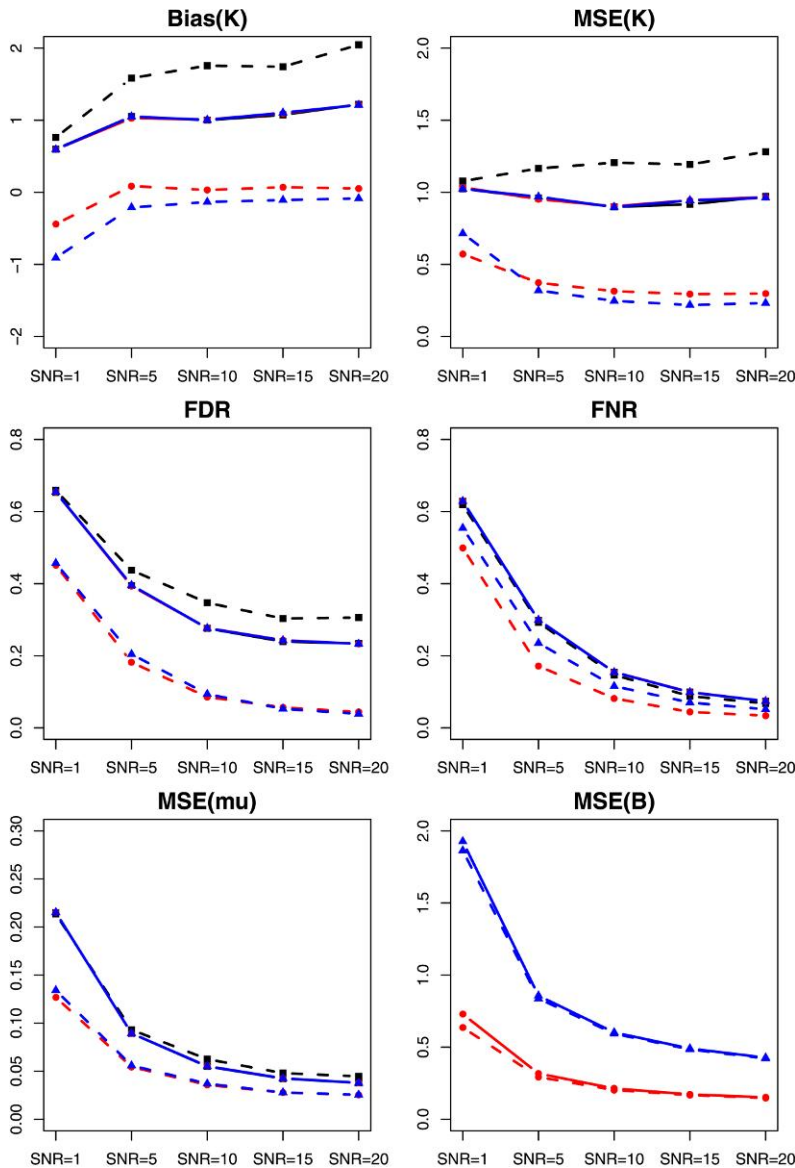 Bias(K)
2
1
0
−1
−2
SNR=1 SNR=5 SNR=10 SNR=15 SNR=20
MSE(K)
2.0
1.5
1.0
0.5
0.0
SNR=1 SNR=5 SNR=10 SNR=15 SNR=20
FDR
0.8
0.6
0.4
0.2
0.0
SNR=1 SNR=5 SNR=10 SNR=15 SNR=20
FNR
0.8
0.6
0.4
0.2
0.0
SNR=1 SNR=5 SNR=10 SNR=15 SNR=20
MSE(mu)
0.30
0.25
0.20
0.15
0.10
0.05
0.00
SNR=1 SNR=5 SNR=10 SNR=15 SNR=20
MSE(B)
2.0
1.5
1.0
0.5
0.0
SNR=1 SNR=5 SNR=10 SNR=15 SNR=20